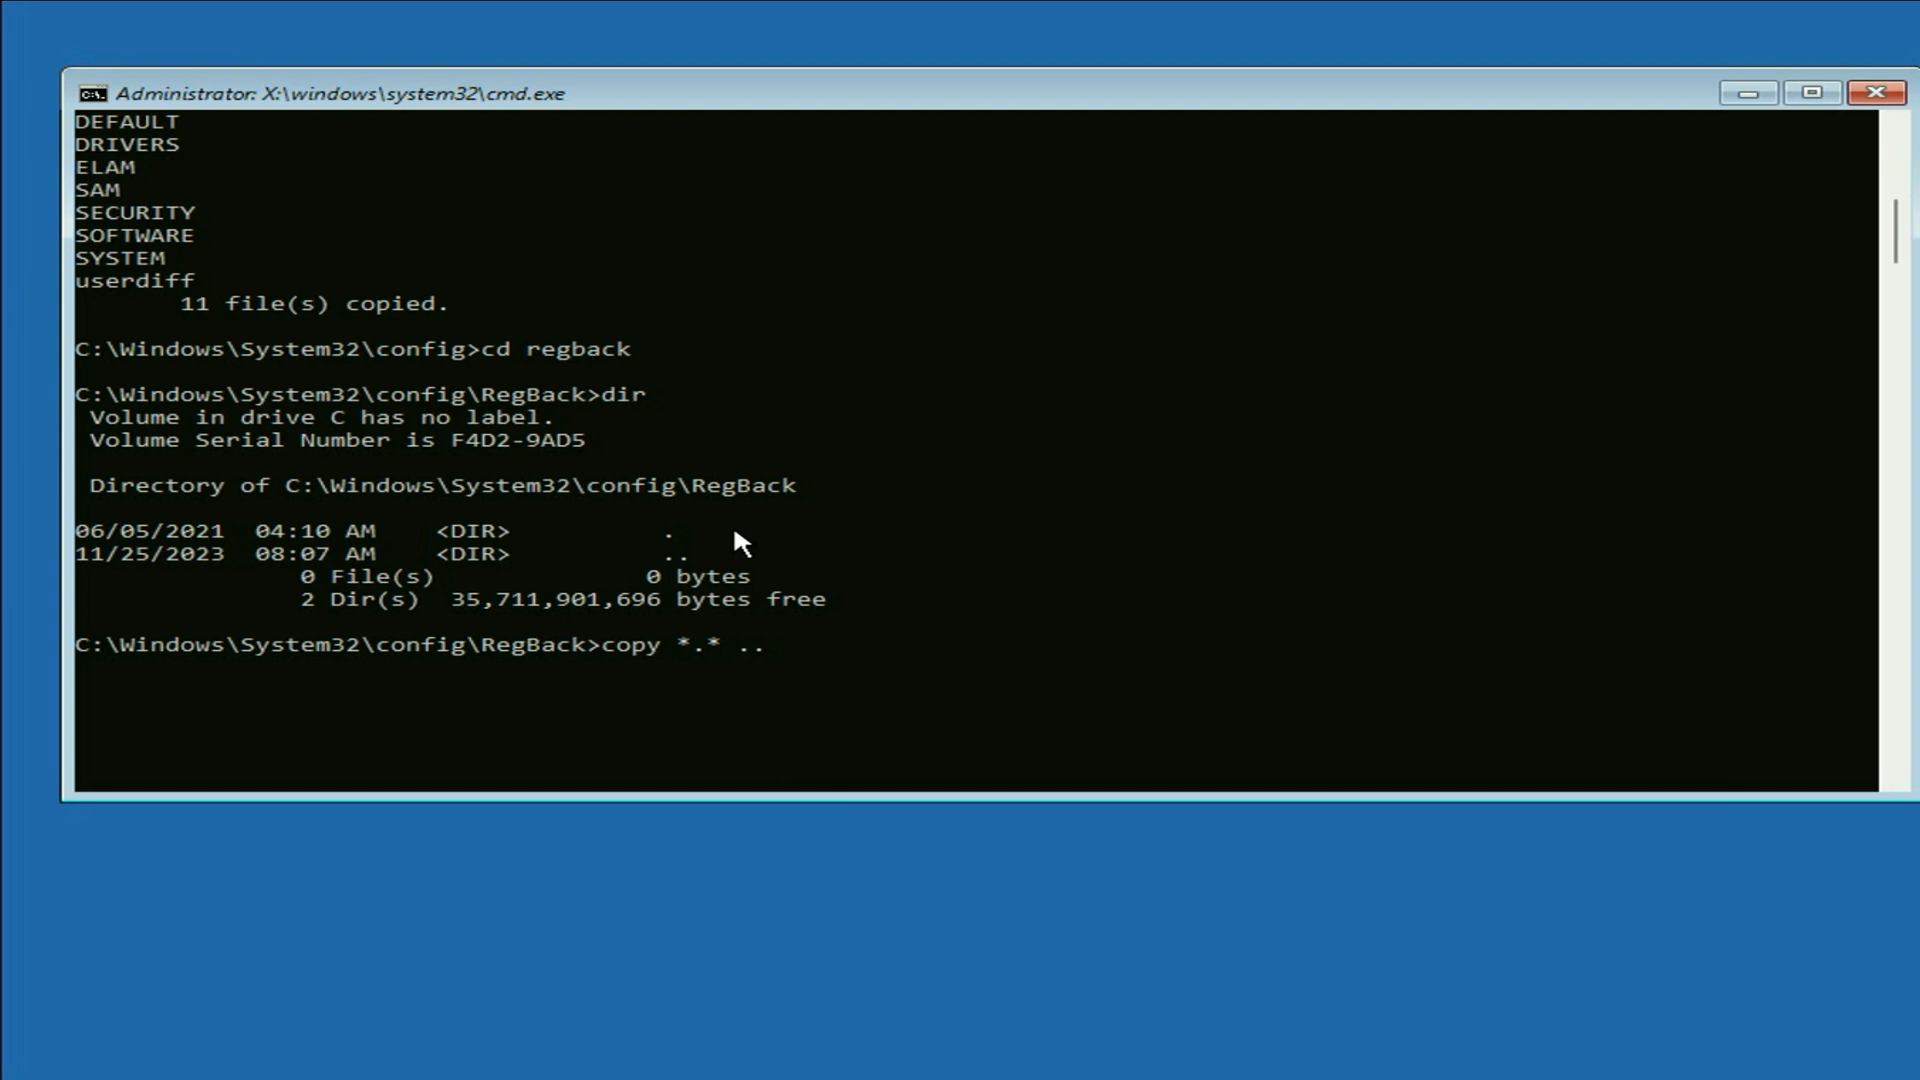 Administrator: X:\windows\system32\cmd.exe
DEFAULT
DRIVERS
ELAM
SAM
SECURITY
SOFTWARE
SYSTEM
userdiff
11 file(s) copied.
C:\Windows\System32\config>cd regback
C:\Windows\System32\config\RegBack>dir
Volume in drive C has no label.
Volume Serial Number is F4D2-9AD5
Directory of C:\Windows\System32\config\RegBack
06/05/2021  04:10 AM    <DIR>          .
11/25/2023  08:07 AM    <DIR>          ..
0 File(s)              0 bytes
2 Dir(s)  35,711,901,696 bytes free
C:\Windows\System32\config\RegBack>copy *.* ..